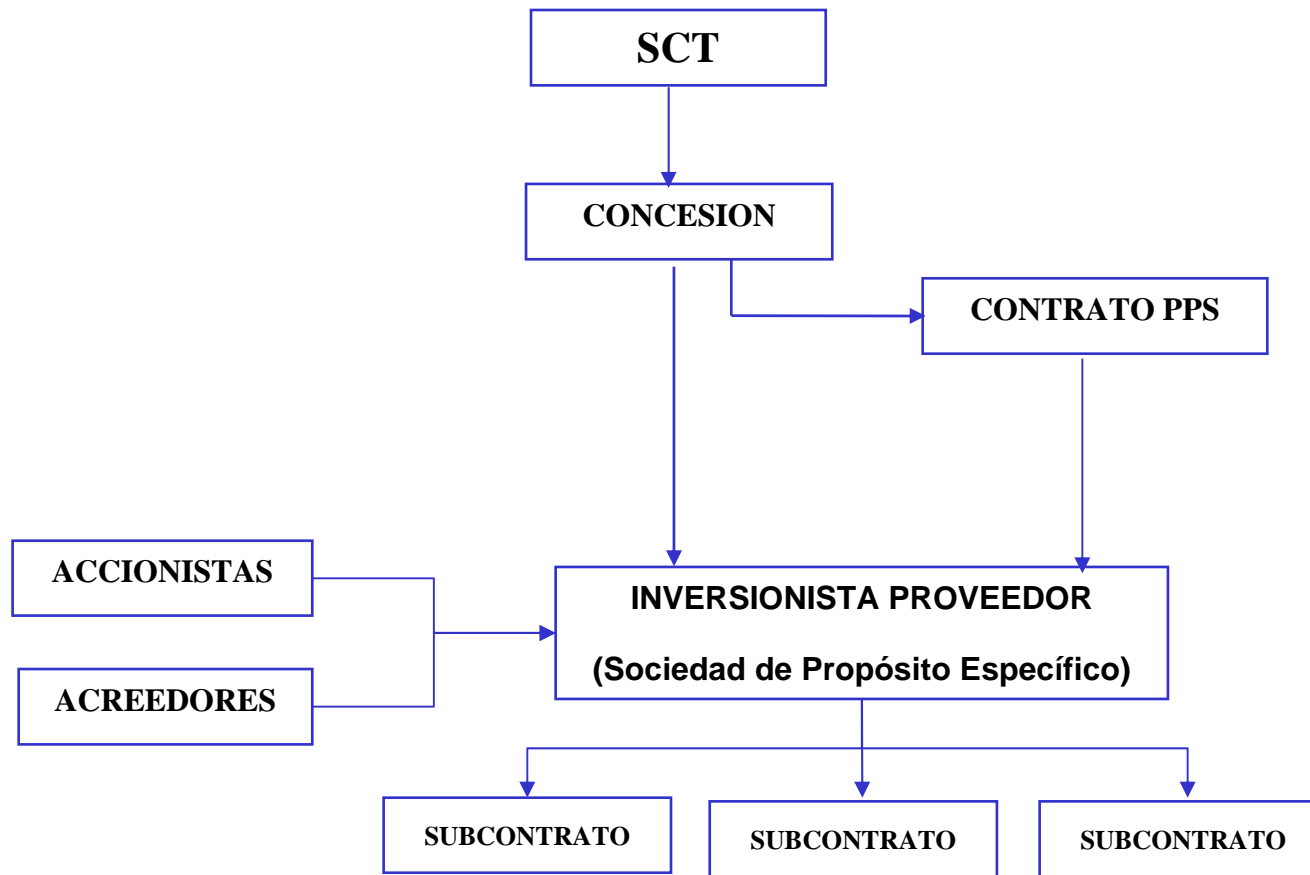 SCT
CONCESION
CONTRATO PPS
ACCIONISTAS
INVERSIONISTA PROVEEDOR
(Sociedad de Propósito Específico)
ACREEDORES
SUBCONTRATO
SUBCONTRATO
SUBCONTRATO